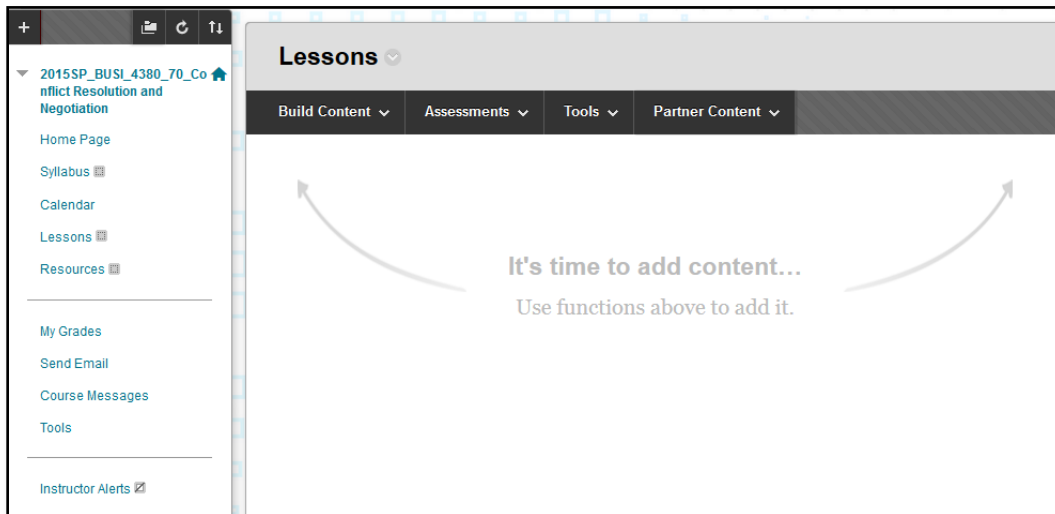 2015SP_BUSI_4380_70_Co
nflict Resolution and
Negotiation
Home Page
Syllabus
Calendar
Lessons
Resources
My Grades
Send Email
Course Messages
Tools
Instructor Alerts
Lessons
Build Content
Assessments
Tools
Partner Content
It's time to add content...
Use functions above to add it.